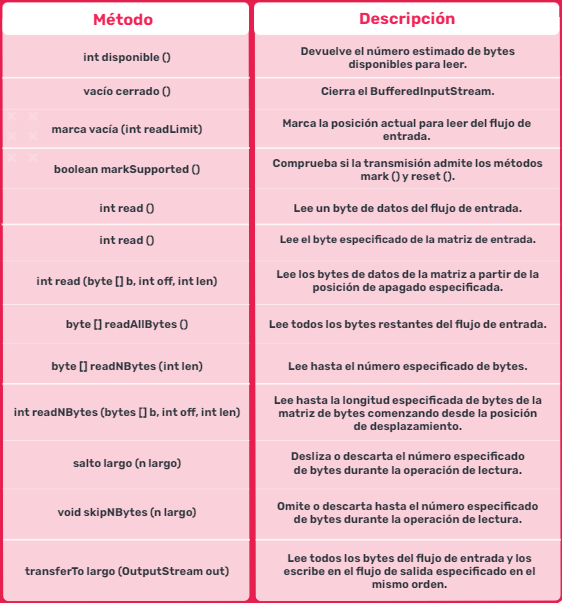 Método Descripción
int disponible () Devuelve el número estimado de bytes
disponibles para leer.
vacío cerrado () Cierra el BufferedInputStream.
marca vacía (int readLimit) Marca la posición actual para leer del flujo de
entrada.
boolean markSupported () Comprueba si la transmisión admite los métodos
mark () y reset ().
int read () Lee un byte de datos del flujo de entrada.
int read () Lee el byte especificado de la matriz de entrada.
int read (byte [] b, int off, int len) Lee los bytes de datos de la matriz a partir de la
posición de apagado especificada.
byte [] readAllBytes () Lee todos los bytes restantes del flujo de entrada.
byte [] readNBytes (int len) Lee hasta el número especificado de bytes.
int readNBytes (bytes [] b, int off, int len) Lee hasta la longitud especificada de bytes de la
matriz de bytes comenzando desde la posición
de desplazamiento.
salto largo (n largo) Desliza o descarta el número especificado
de bytes durante la operación de lectura.
void skipNBytes (n largo) Omite o descarta hasta el número especificado
de bytes durante la operación de lectura.
transferTo largo (OutputStream out) Lee todos los bytes del flujo de entrada y los
escribe en el flujo de salida especificado en el
mismo orden.